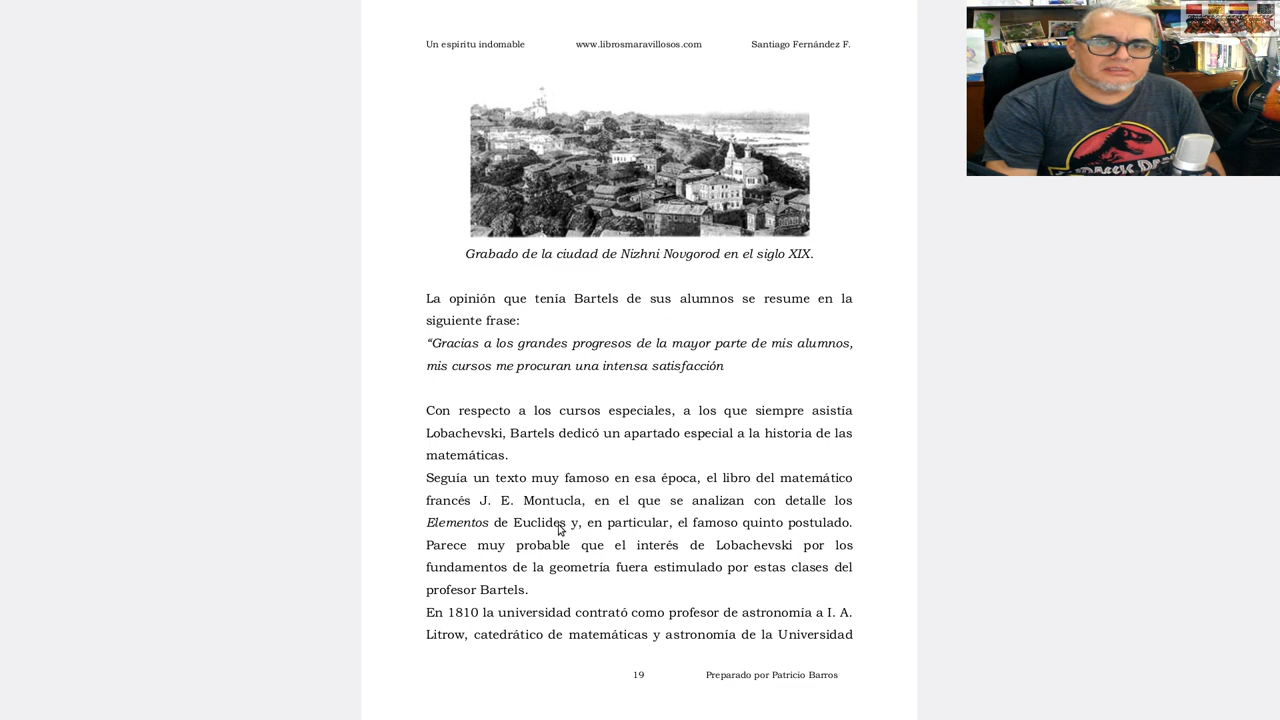 Un espíritu indomable www.librosmaravillosos.com Santiago Fernández F.
Grabado de la ciudad de Nizhni Novgorod en el siglo XIX.
La opinión que tenía Bartels de sus alumnos se resume en la
siguiente frase:
“Gracias a los grandes progresos de la mayor parte de mis alumnos,
mis cursos me procuran una intensa satisfacción
Con respecto a los cursos especiales, a los que siempre asistía
Lobachevski, Bartels dedicó un apartado especial a la historia de las
matemáticas.
Seguía un texto muy famoso en esa época, el libro del matemático
francés J. E. Montucla, en el que se analizan con detalle los
Elementos de Euclides y, en particular, el famoso quinto postulado.
Parece muy probable que el interés de Lobachevski por los
fundamentos de la geometría fuera estimulado por estas clases del
profesor Bartels.
En 1810 la universidad contrató como profesor de astronomía a I. A.
Litrow, catedrático de matemáticas y astronomía de la Universidad
19 Preparado por Patricio Barros